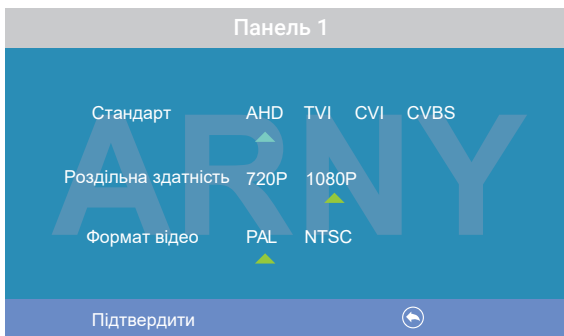 Панель 1
Стандарт AHD TVI CVI CVBS
Роздільна здатність 720P 1080P
ARNY
Формат відео PAL NTSC
Підтвердити